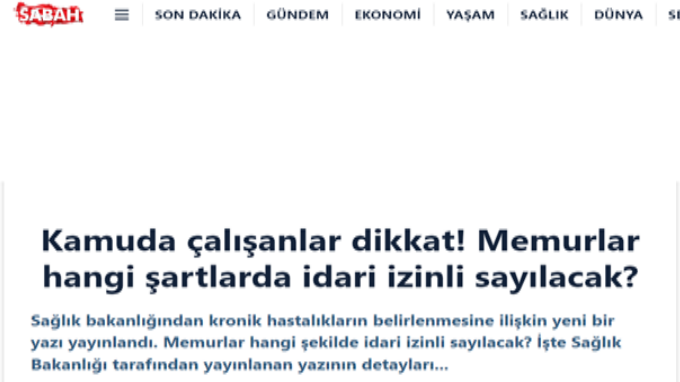 SABAH SON DAKİKA GÜNDEM EKONOMİ YAŞAM SAĞLIK DÜNYA
Kamuda çalışanlar dikkat! Memurlar
hangi şartlarda idari izinli sayılacak?
Sağlık bakanlığından kronik hastalıkların belirlenmesine ilişkin yeni bir
yazı yayınlandı. Memurlar hangi şekilde idari izinli sayılacak? İşte Sağlık
Bakanlığı tarafından yayınlanan yazının detayları...